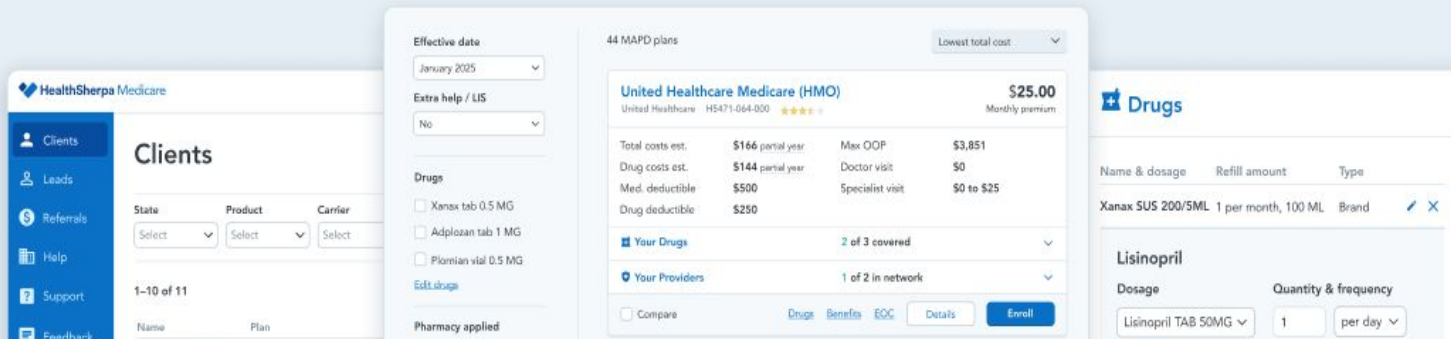 HealthSherpa Medicare
Clients
Leads
Referrals
Help
Support
Feedback
Clients
State Product Carrier
Select Select Select
1–10 of 11
Name Plan
Effective date
January 2025
Extra help / LIS
No
Drugs
Xanax tab 0.5 MG
Adplozan tab 1 MG
Plomian vial 0.5 MG
Edit drugs
Pharmacy applied
44 MAPD plans
Lowest total cost
United Healthcare Medicare (HMO) $25.00
United Healthcare H5471-064-000 Monthly premium
Total costs est. $166 partial year Max OOP $3,851
Drug costs est. $144 partial year Doctor visit $0
Med. deductible $500 Specialist visit $0 to $25
Drug deductible $250
Your Drugs 2 of 3 covered
Your Providers 1 of 2 in network
Compare Drugs Benefits EOC Details Enroll
Drugs
Name & dosage Refill amount Type
Xanax SUS 200/5ML 1 per month, 100 ML Brand
Lisinopril
Dosage Quantity & frequency
Lisinopril TAB 50MG 1 per day